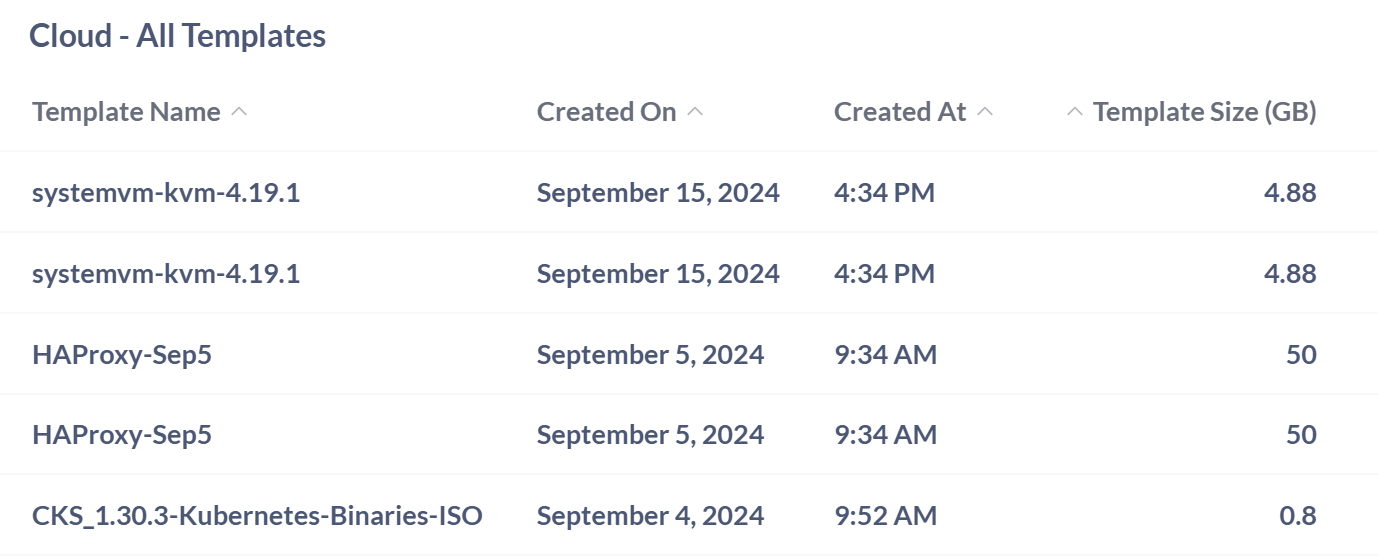 Cloud - All Templates
Template Name Created On Created At Template Size (GB)
systemvm-kvm-4.19.1 September 15, 2024 4:34 PM 4.88
systemvm-kvm-4.19.1 September 15, 2024 4:34 PM 4.88
HAProxy-Sep5 September 5, 2024 9:34 AM 50
HAProxy-Sep5 September 5, 2024 9:34 AM 50
CKS_1.30.3-Kubernetes-Binaries-ISO September 4, 2024 9:52 AM 0.8